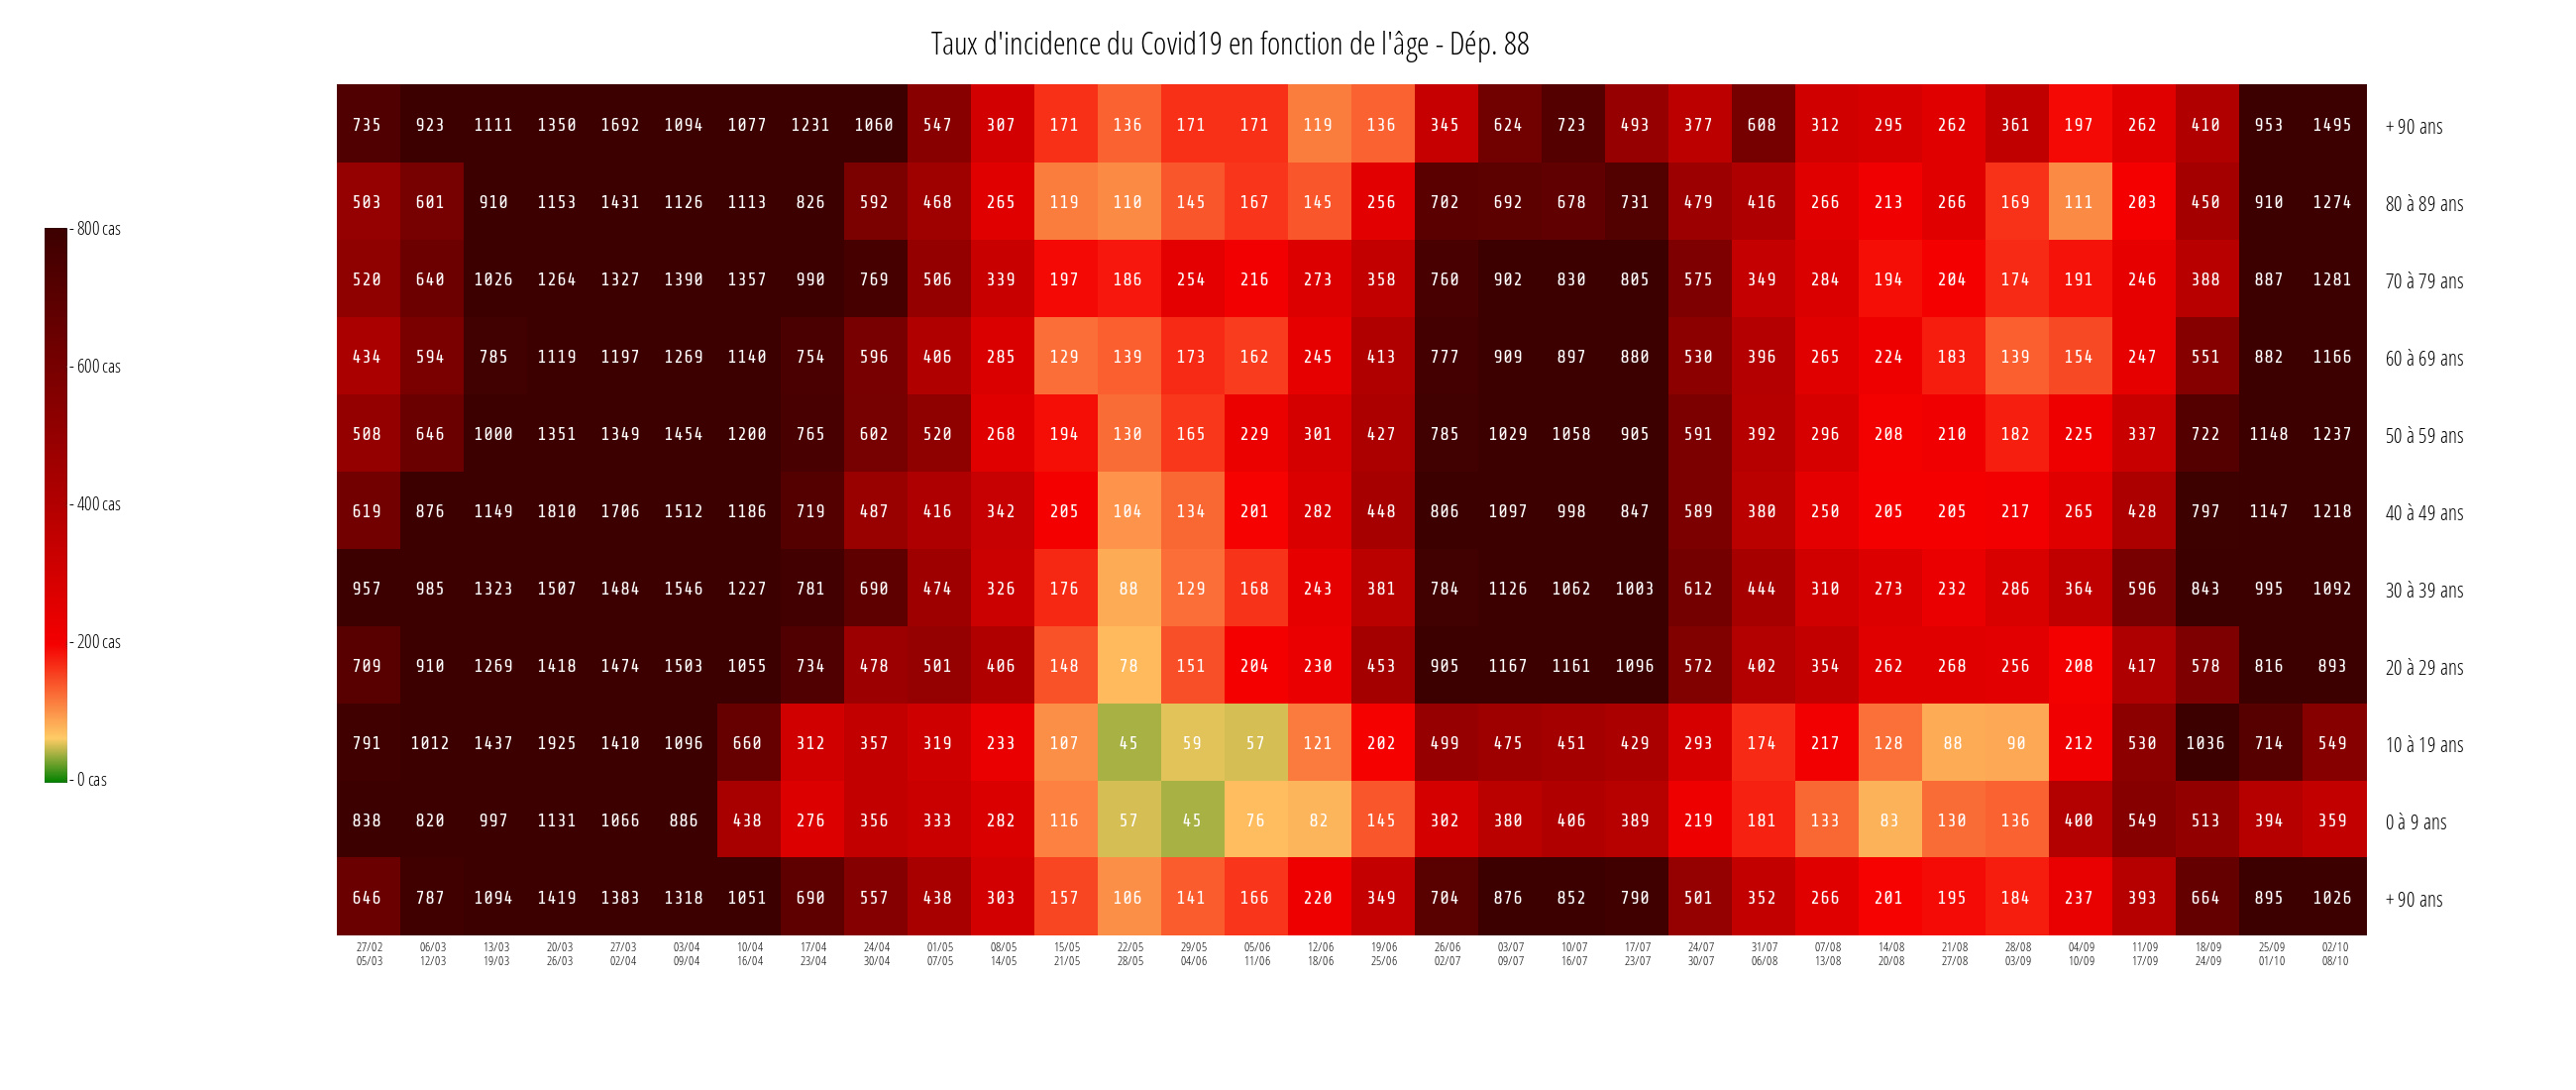 Taux d'incidence du Covid19 en fonction de l'âge - Dép. 88
735 923 1111 1350 1692 1094 1077 1231 1060 547 307 171 136 171 171 119 136 345 624 723 493 377 608 312 295 262 361 197 262 410 953 1495 + 90 ans
503 601 910 1153 1431 1126 1113 826 592 468 265 119 110 145 167 145 256 702 692 678 731 479 416 266 213 266 169 111 203 450 910 1274 80 à 89 ans
520 640 1026 1264 1327 1390 1357 990 769 506 339 197 186 254 216 273 358 760 902 830 805 575 349 284 194 204 174 191 246 388 887 1281 70 à 79 ans
434 594 785 1119 1197 1269 1140 754 596 406 285 129 139 173 162 245 413 777 909 897 880 530 396 265 224 183 139 154 247 551 882 1166 60 à 69 ans
508 646 1000 1351 1349 1454 1200 765 602 520 268 194 130 165 229 301 427 785 1029 1058 905 591 392 296 208 210 182 225 337 722 1148 1237 50 à 59 ans
619 876 1149 1810 1706 1512 1186 719 487 416 342 205 104 134 201 282 448 806 1097 998 847 589 380 250 205 205 217 265 428 797 1147 1218 40 à 49 ans
957 985 1323 1507 1484 1546 1227 781 690 474 326 176 88 129 168 243 381 784 1126 1062 1003 612 444 310 273 232 286 364 596 843 995 1092 30 à 39 ans
709 910 1269 1418 1474 1503 1055 734 478 501 406 148 78 151 204 230 453 905 1167 1161 1096 572 402 354 262 268 256 208 417 578 816 893 20 à 29 ans
791 1012 1437 1925 1410 1096 660 312 357 319 233 107 45 59 57 121 202 499 475 451 429 293 174 217 128 88 90 212 530 1036 714 549 10 à 19 ans
838 820 997 1131 1066 886 438 276 356 333 282 116 57 45 76 82 145 302 380 406 389 219 181 133 83 130 136 400 549 513 394 359 0 à 9 ans
646 787 1094 1419 1383 1318 1051 690 557 438 303 157 106 141 166 220 349 704 876 852 790 501 352 266 201 195 184 237 393 664 895 1026 + 90 ans
27/02 06/03 13/03 20/03 27/03 03/04 10/04 17/04 24/04 01/05 08/05 15/05 22/05 29/05 05/06 12/06 19/06 26/06 03/07 10/07 17/07 24/07 31/07 07/08 14/08 21/08 28/08 04/09 11/09 18/09 25/09 02/10
05/03 12/03 19/03 26/03 02/04 09/04 16/04 23/04 30/04 07/05 14/05 21/05 28/05 04/06 11/06 18/06 25/06 02/07 09/07 16/07 23/07 30/07 06/08 13/08 20/08 27/08 03/09 10/09 17/09 24/09 01/10 08/10
- 800 cas
- 600 cas
- 400 cas
- 200 cas
- 0 cas